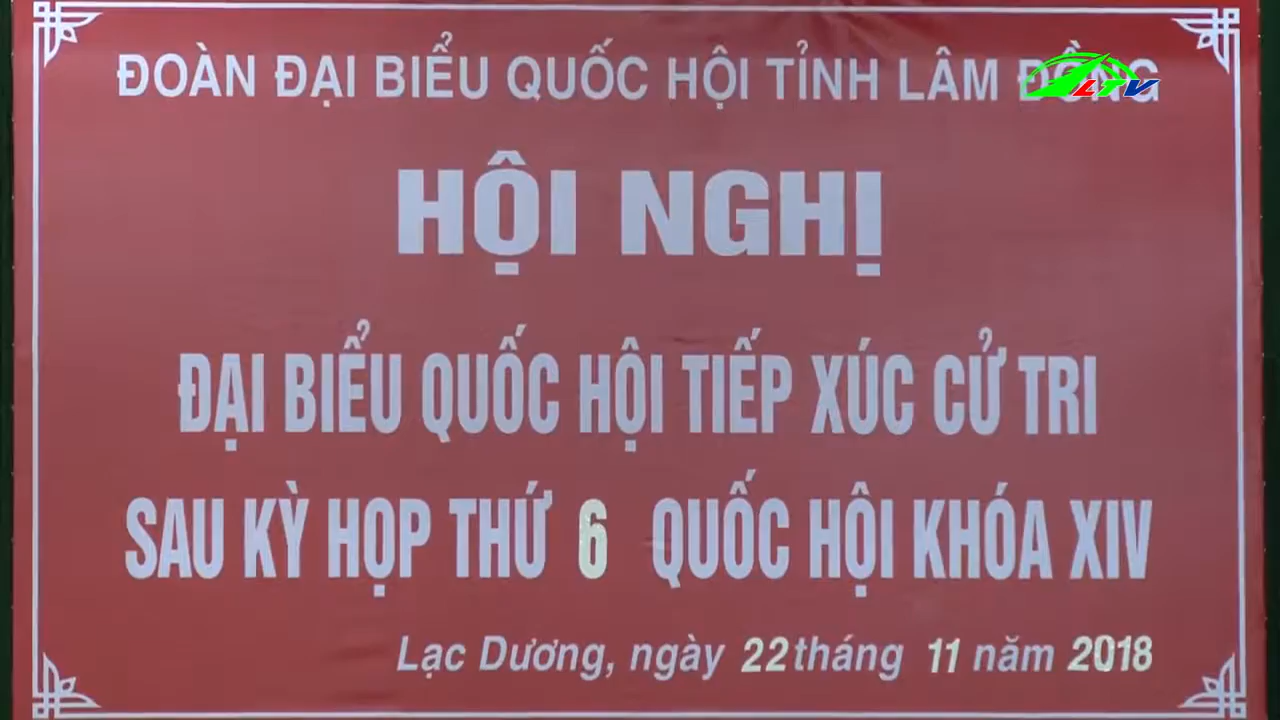 ĐOÀN ĐẠI BIỂU QUỐC HỘI TỈNH LÂM ĐỒNG
LTV
HỘI NGHỊ
ĐẠI BIỂU QUỐC HỘI TIẾP XÚC CỬ TRI
SAU KỲ HỌP THỨ 6 QUỐC HỘI KHÓA XIV
Lạc Dương, ngày 22 tháng 11 năm 2018